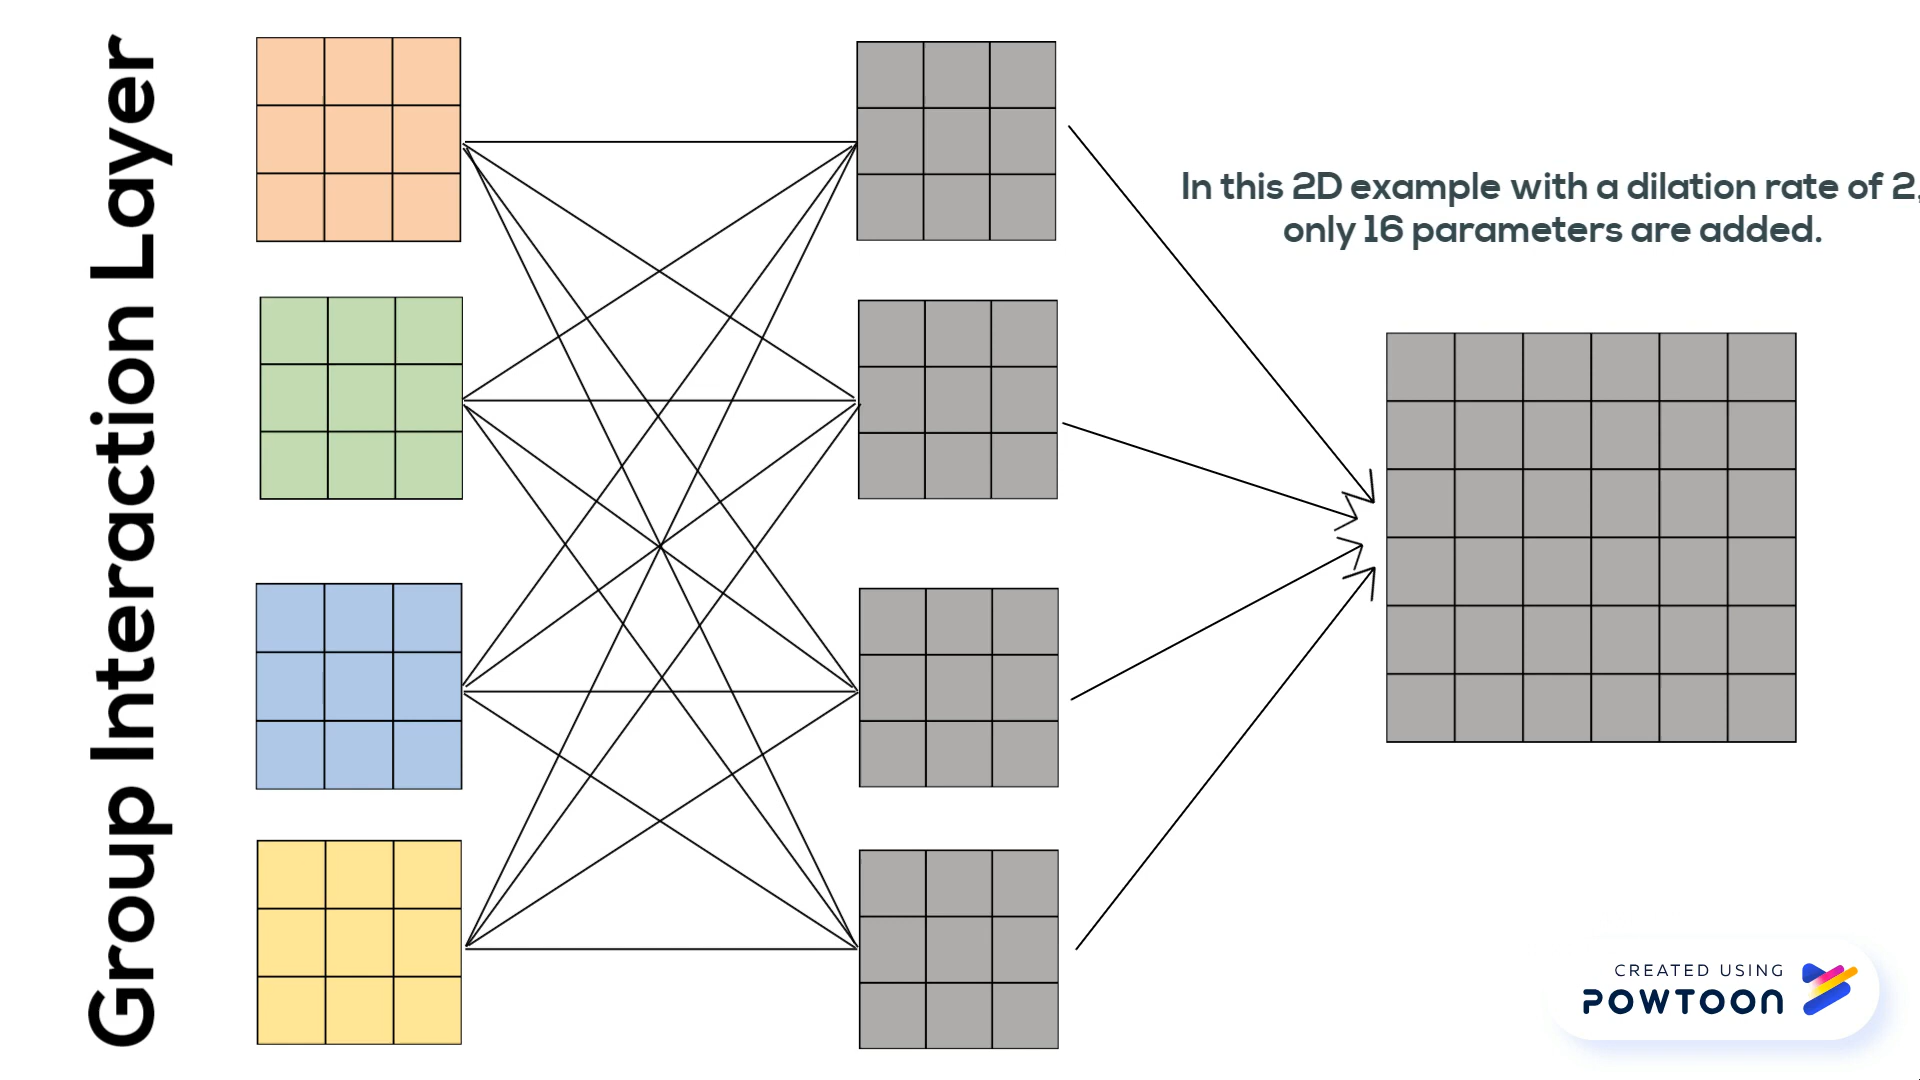 Group Interaction Layer
In this 2D example with a dilation rate of 2,
only 16 parameters are added.
CREATED USING
POWTOON